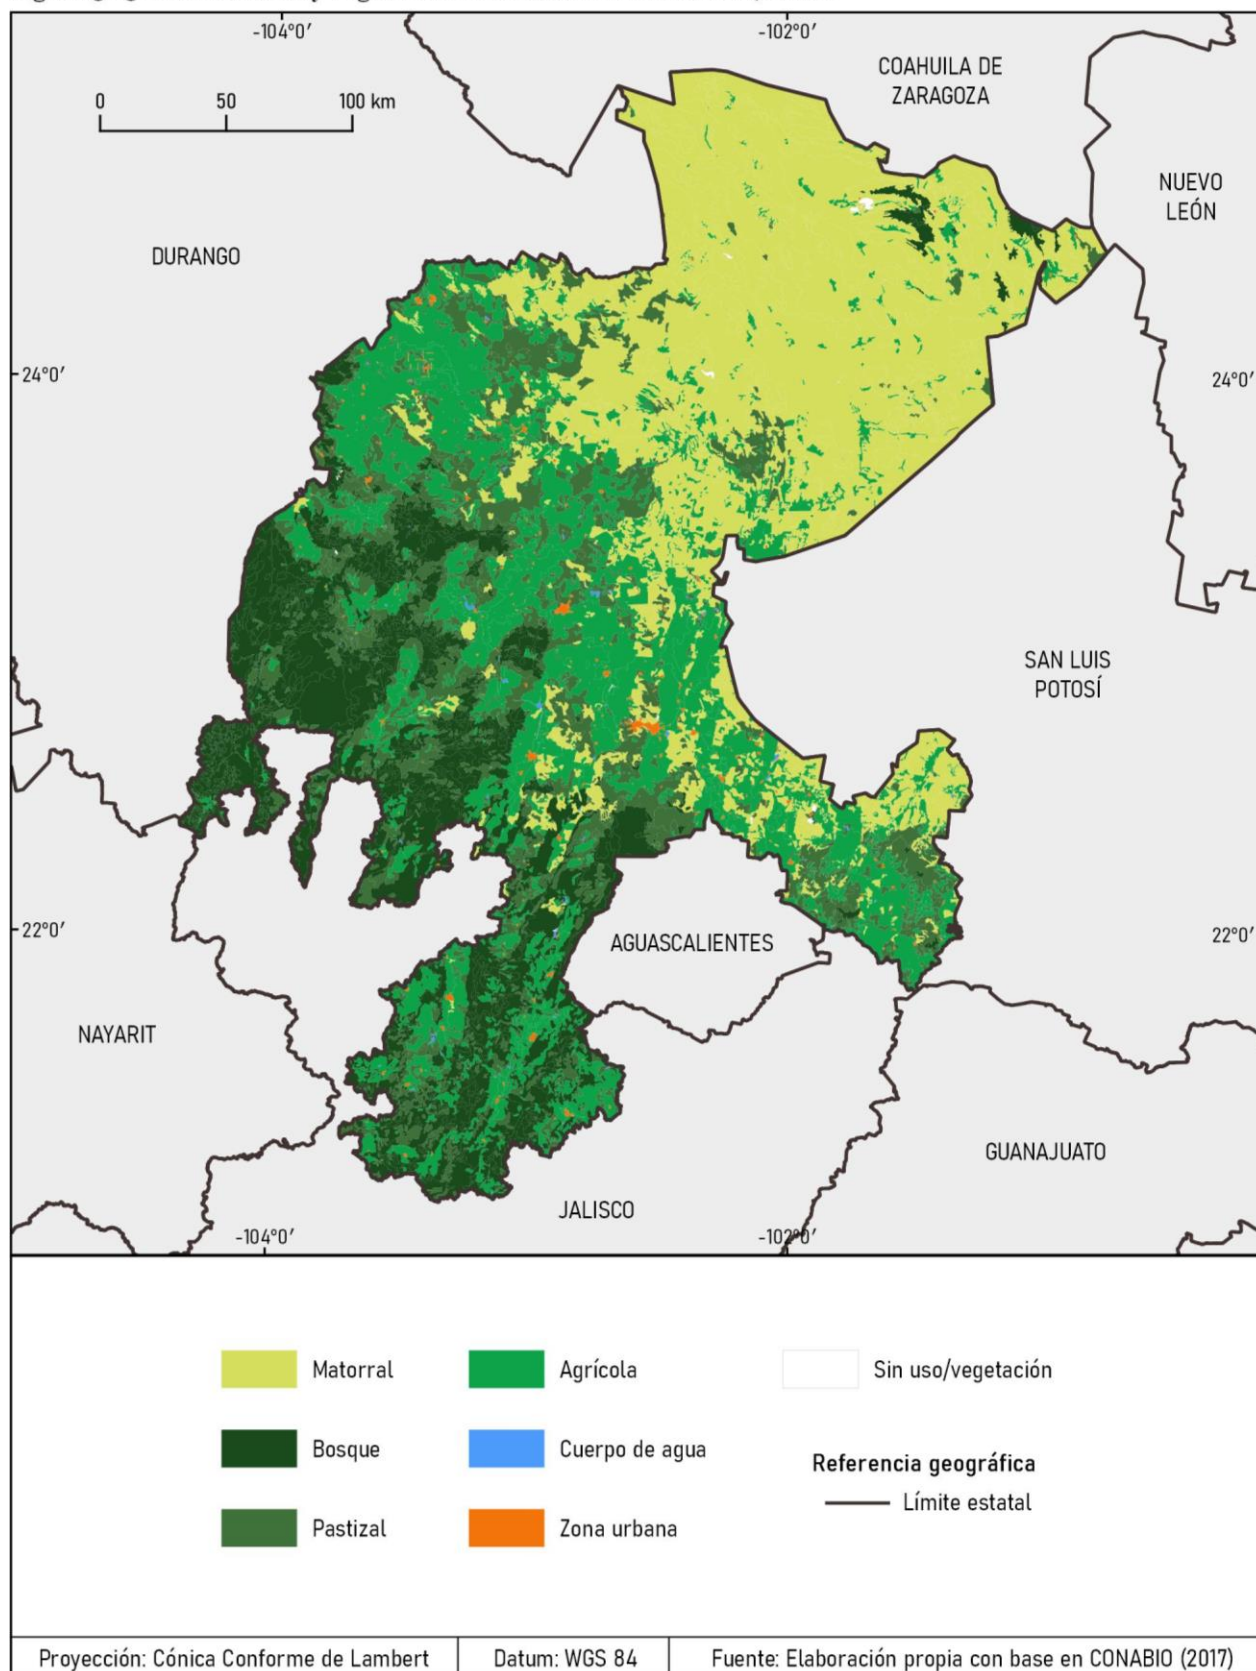 -104°0'
-102°0'
0 50 100 km
COAHUILA DE
ZARAGOZA
NUEVO
LEÓN
DURANGO
24°0'
24°0'
SAN LUIS
POTOSÍ
22°0'
22°0'
AGUASCALIENTES
NAYARIT
GUANAJUATO
JALISCO
-104°0'
-102°0'
Matorral
Agrícola
Sin uso/vegetación
Bosque
Cuerpo de agua
Referencia geográfica
Límite estatal
Pastizal
Zona urbana
Proyección: Cónica Conforme de Lambert
Datum: WGS 84
Fuente: Elaboración propia con base en CONABIO (2017)